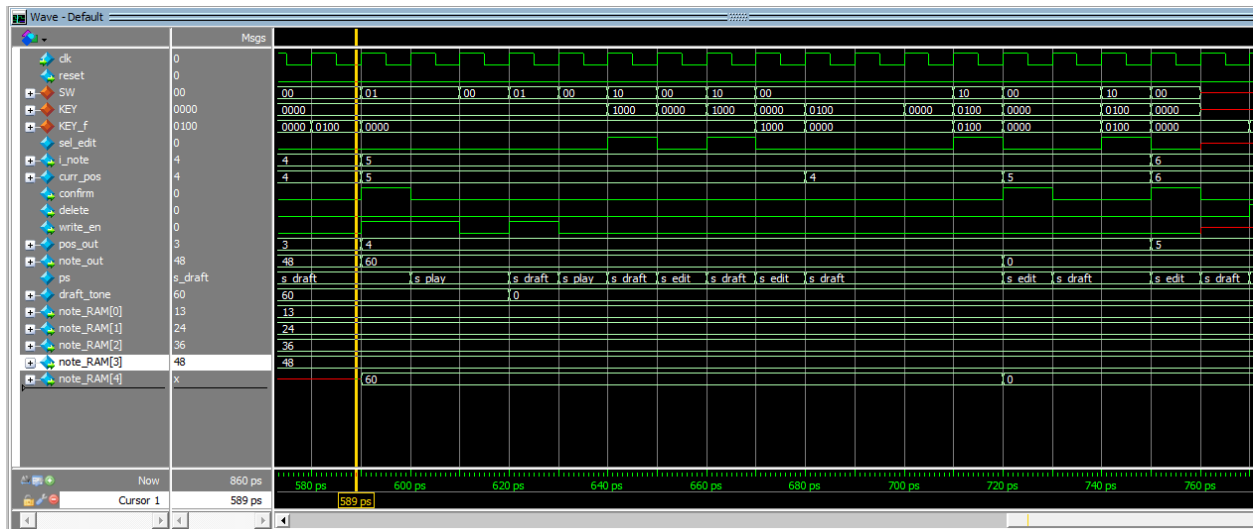 Wave - Default
Msgs
clk 0
reset 0
SW 00 00 01 00 01 00 10 00 10 00 10 00 10 00
KEY 0000 0000 1000 0000 1000 0000 0100 0000 0100 0000 0100 0000
KEY_f 0100 0000 0100 0000 1000 0000 0100 0000 0100 0000
sel_edit 0
i_note 4 4 5 6
curr_pos 4 4 5 4 5 6
confirm 0
delete 0
write_en 0
pos_out 3 3 4 5
note_out 48 48 60 0
ps s_draft s_draft s_play s_draft s_play s_draft s_edit s_draft s_edit s_draft s_edit s_draft s_edit s_draft
draft_tone 60 60 0
note_RAM[0] 13 13
note_RAM[1] 24 24
note_RAM[2] 36 36
note_RAM[3] 48 48
note_RAM[4] x 60 0
Now 860 ps 580 ps 600 ps 620 ps 640 ps 660 ps 680 ps 700 ps 720 ps 740 ps 760 ps
Cursor 1 589 ps 589 ps